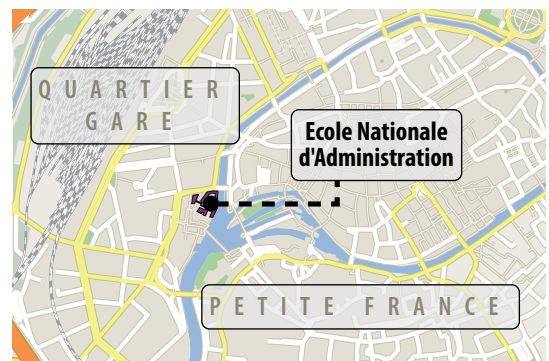 QUARTIER
GARE
Ecole Nationale
d'Administration
PETITE FRANCE